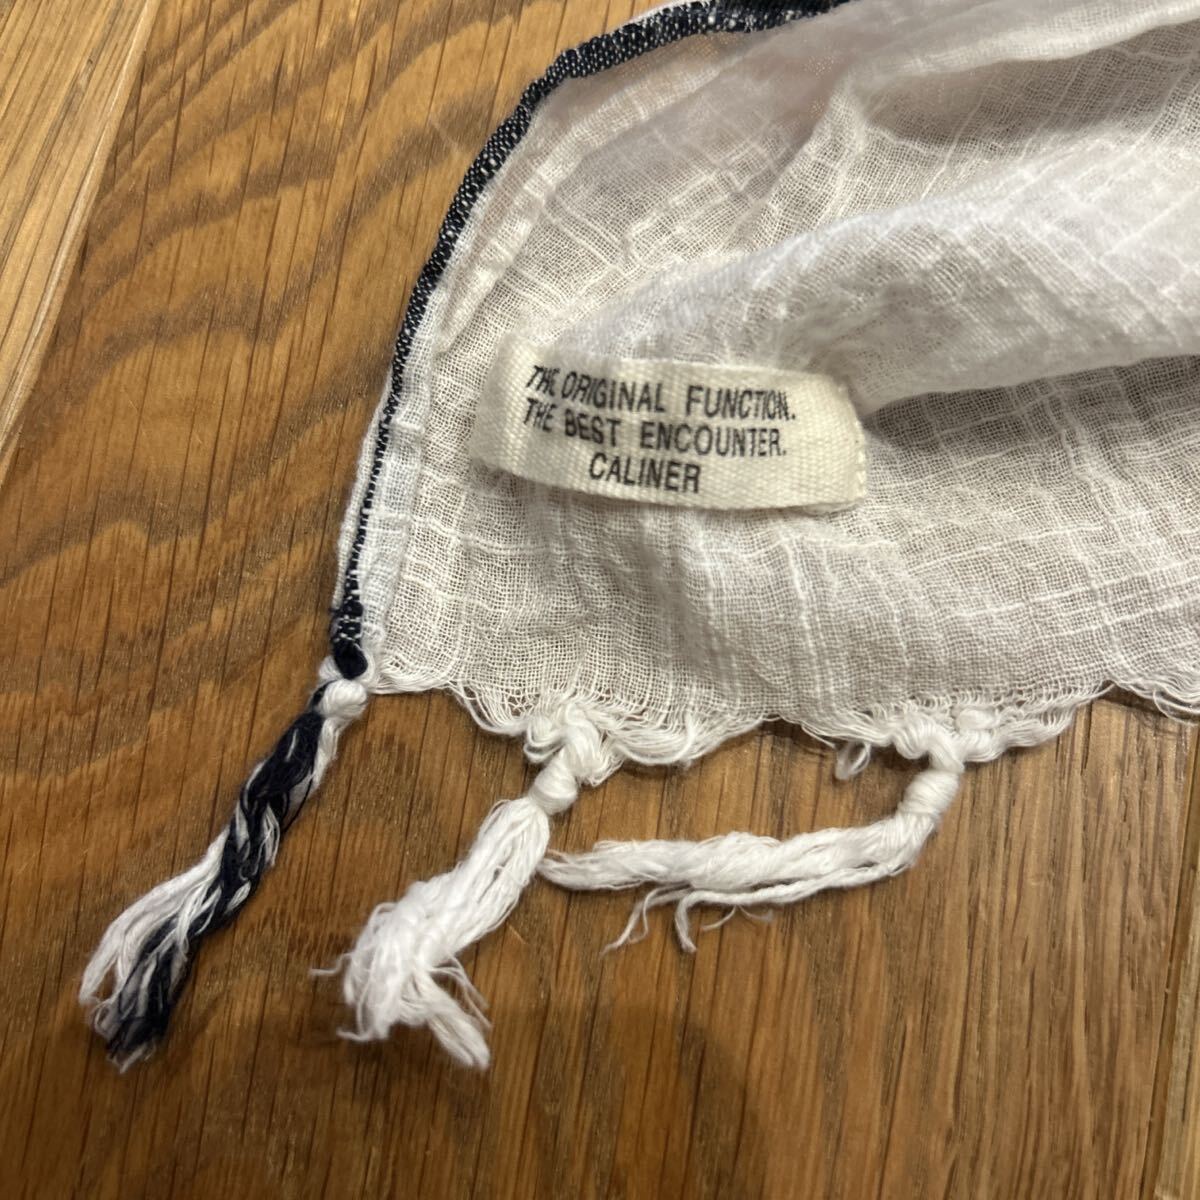 THE ORIGINAL FUNCTION.
THE BEST ENCOUNTER.
CALINER